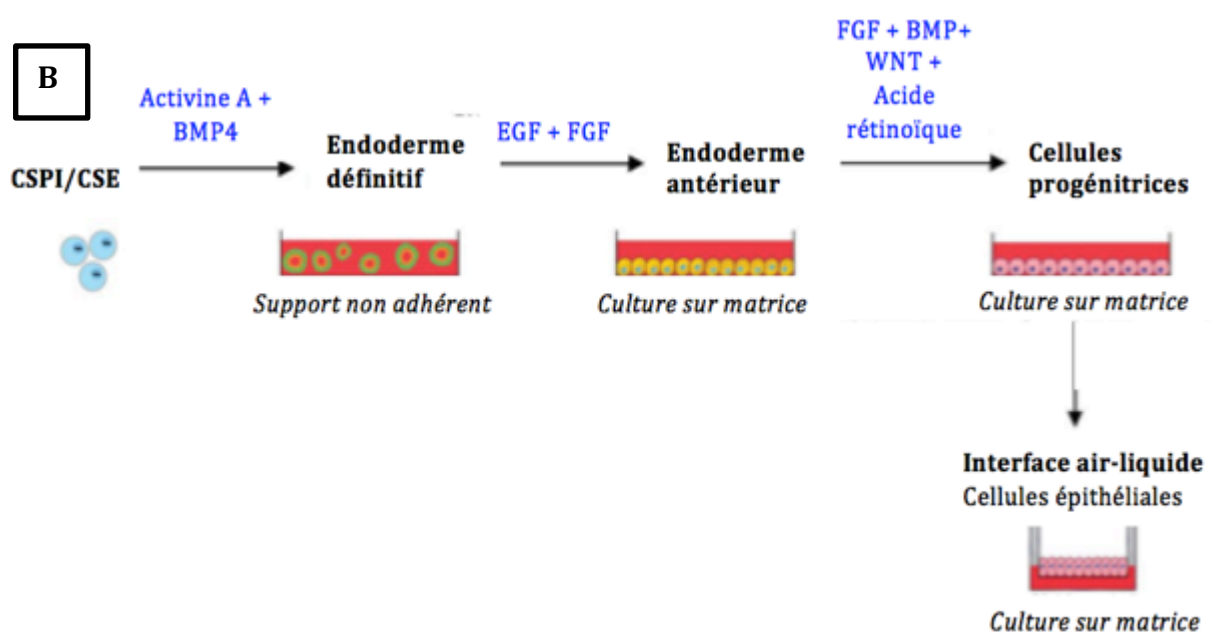 B
CSPI/CSE
Activine A +
BMP4
Endoderme
définitif
Support non adhérent
EGF + FGF
Endoderme
antérieur
Culture sur matrice
FGF + BMP+
WNT +
Acide
rétinoïque
Cellules
progénitrices
Culture sur matrice
Interface air-liquide
Cellules épithéliales
Culture sur matrice